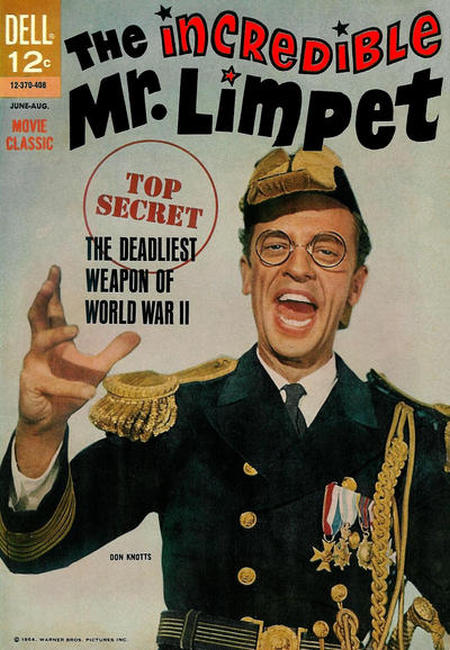 DELL®
12c
12-370-408
JUNE-AUG.
MOVIE
CLASSIC
THE iNCREDiBLE
MR. LiMPET
TOP
SECRET
THE DEADLIEST
WEAPON OF
WORLD WAR II
DON KNOTTS
© 1964, WARNER BROS. PICTURES INC.